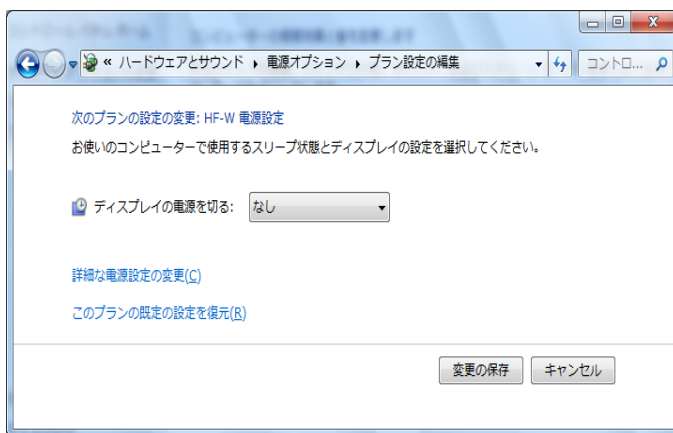 « ハードウェアとサウンド ▸ 電源オプション ▸ プラン設定の編集
コントロ...
次のプランの設定の変更: HF-W 電源設定
お使いのコンピューターで使用するスリープ状態とディスプレイの設定を選択してください。
ディスプレイの電源を切る: なし
詳細な電源設定の変更(C)
このプランの既定の設定を復元(R)
変更の保存 キャンセル